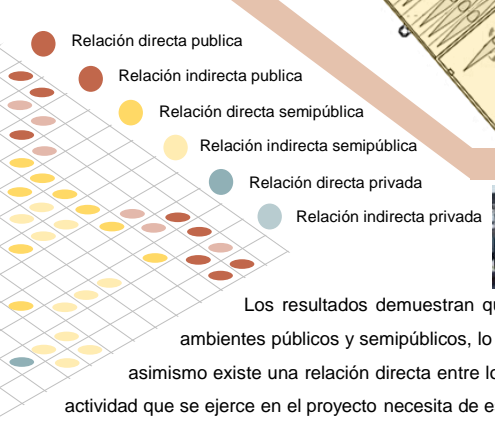 Relación directa publica
Relación indirecta publica
Relación directa semipública
Relación indirecta semipública
Relación directa privada
Relación indirecta privada
Los resultados demuestran
ambientes públicos y semipúblicos, lo
asimismo existe una relación directa entre
actividad que se ejerce en el proyecto necesita de